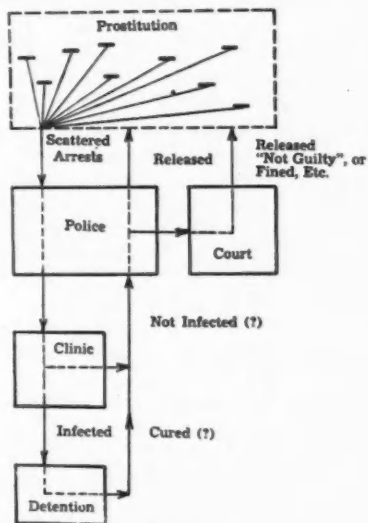 Prostitution
Scattered
Arrests
Released
Released
"Not Guilty", or
Fined, Etc.
Police
Court
Not Infected (?)
Clinic
Infected
Cured (?)
Detention